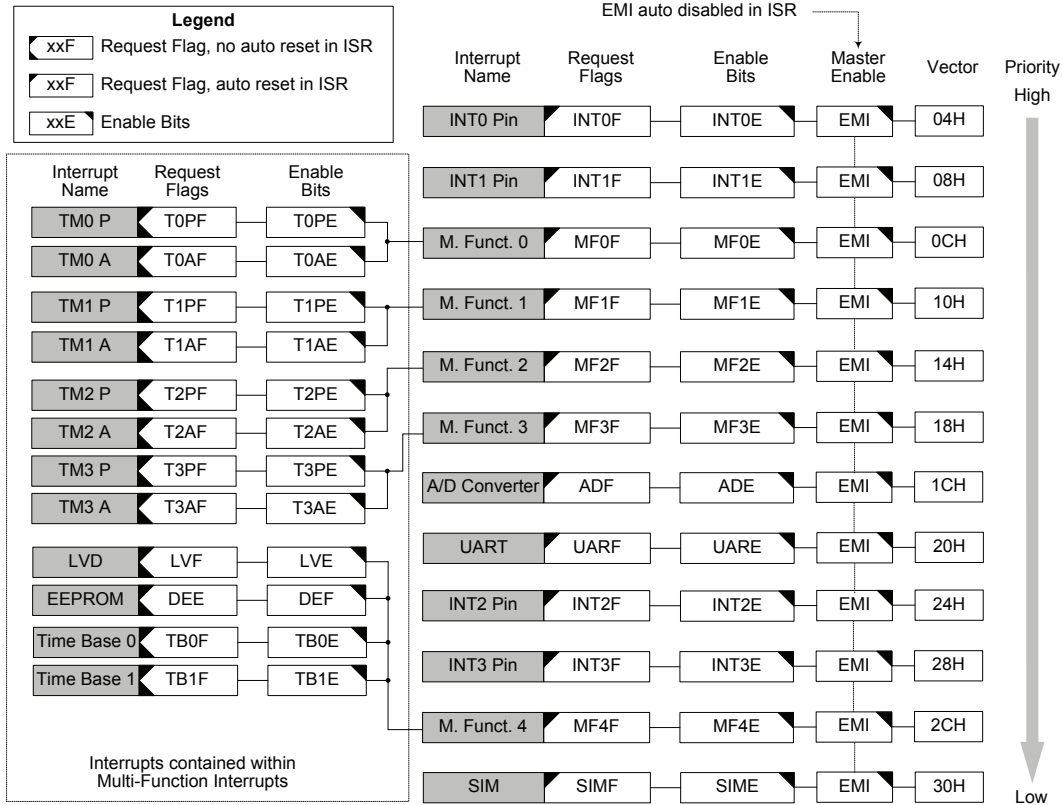 EMI auto disabled in ISR
Legend
xxF Request Flag, no auto reset in ISR
xxF Request Flag, auto reset in ISR
xxE Enable Bits
Interrupt Name Request Flags Enable Bits Master Enable Vector Priority
High
INT0 Pin INT0F INT0E EMI 04H
INT1 Pin INT1F INT1E EMI 08H
M. Funct. 0 MF0F MF0E EMI 0CH
M. Funct. 1 MF1F MF1E EMI 10H
M. Funct. 2 MF2F MF2E EMI 14H
M. Funct. 3 MF3F MF3E EMI 18H
A/D Converter ADF ADE EMI 1CH
UART UARF UARE EMI 20H
INT2 Pin INT2F INT2E EMI 24H
INT3 Pin INT3F INT3E EMI 28H
M. Funct. 4 MF4F MF4E EMI 2CH
SIM SIMF SIME EMI 30H
Low
Interrupt Name Request Flags Enable Bits
TM0 P T0PF T0PE
TM0 A T0AF T0AE
TM1 P T1PF T1PE
TM1 A T1AF T1AE
TM2 P T2PF T2PE
TM2 A T2AF T2AE
TM3 P T3PF T3PE
TM3 A T3AF T3AE
LVD LVF LVE
EEPROM DEE DEF
Time Base 0 TB0F TB0E
Time Base 1 TB1F TB1E
Interrupts contained within
Multi-Function Interrupts